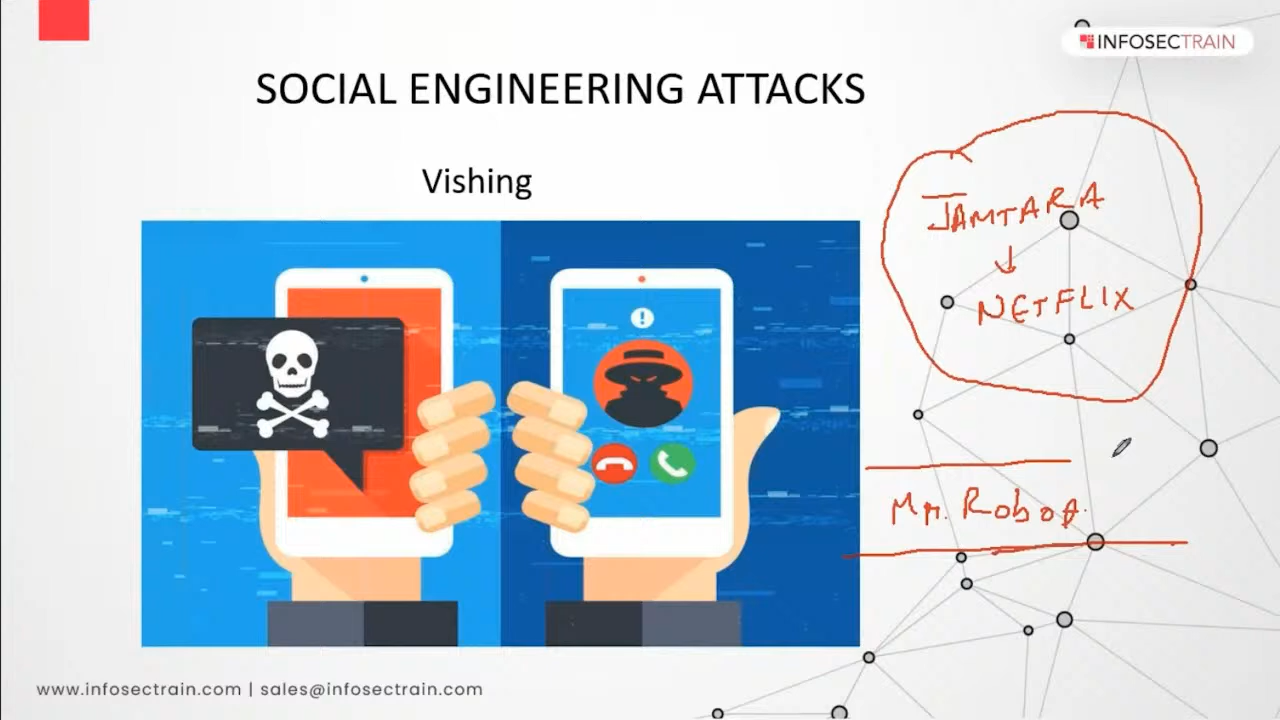 INFOSECTRAIN
SOCIAL ENGINEERING ATTACKS
Vishing
JAMTARA
NETFLIX
Mr. Robot
www.infosectrain.com | sales@infosectrain.com